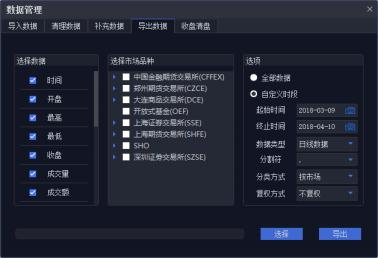 数据管理
导入数据 清理数据 补充数据 导出数据 收盘清盘
选择数据
时间
开盘
最高
最低
收盘
成交量
成交额
选择市场品种
中国金融期货交易所(CFFEX)
郑州期货交易所(CZCE)
大连商品交易所(DCE)
开放式基金(OEF)
上海证券交易所(SSE)
上海期货交易所(SHFE)
SHO
深圳证券交易所(SZSE)
选项
全部数据
自定义时段
起始时间 2018-03-09
终止时间 2018-04-10
数据类型 日线数据
分割符 ,
分类方式 按市场
复权方式 不复权
选择 导出